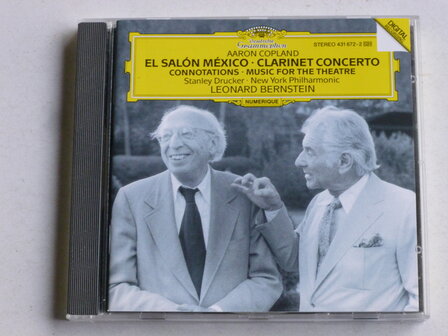 Deutsche
Grammophon
STEREO 431 672-2
DIGITAL
AARON COPLAND
EL SALÓN MÉXICO · CLARINET CONCERTO
CONNOTATIONS · MUSIC FOR THE THEATRE
Stanley Drucker · New York Philharmonic
LEONARD BERNSTEIN
NUMERIQUE